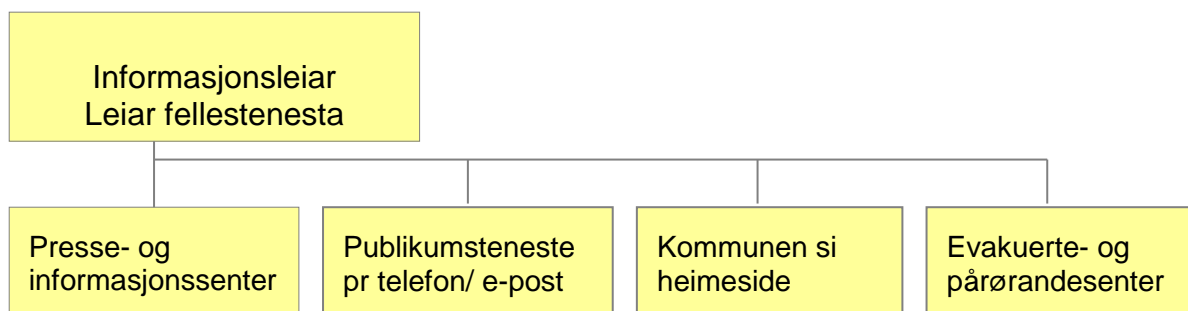 Informasjonsleiar
Leiar fellestenesta
Presse- og
informasjonssenter
Publikumsteneste
pr telefon/ e-post
Kommunen si
heimeside
Evakuerte- og
pårørandesenter